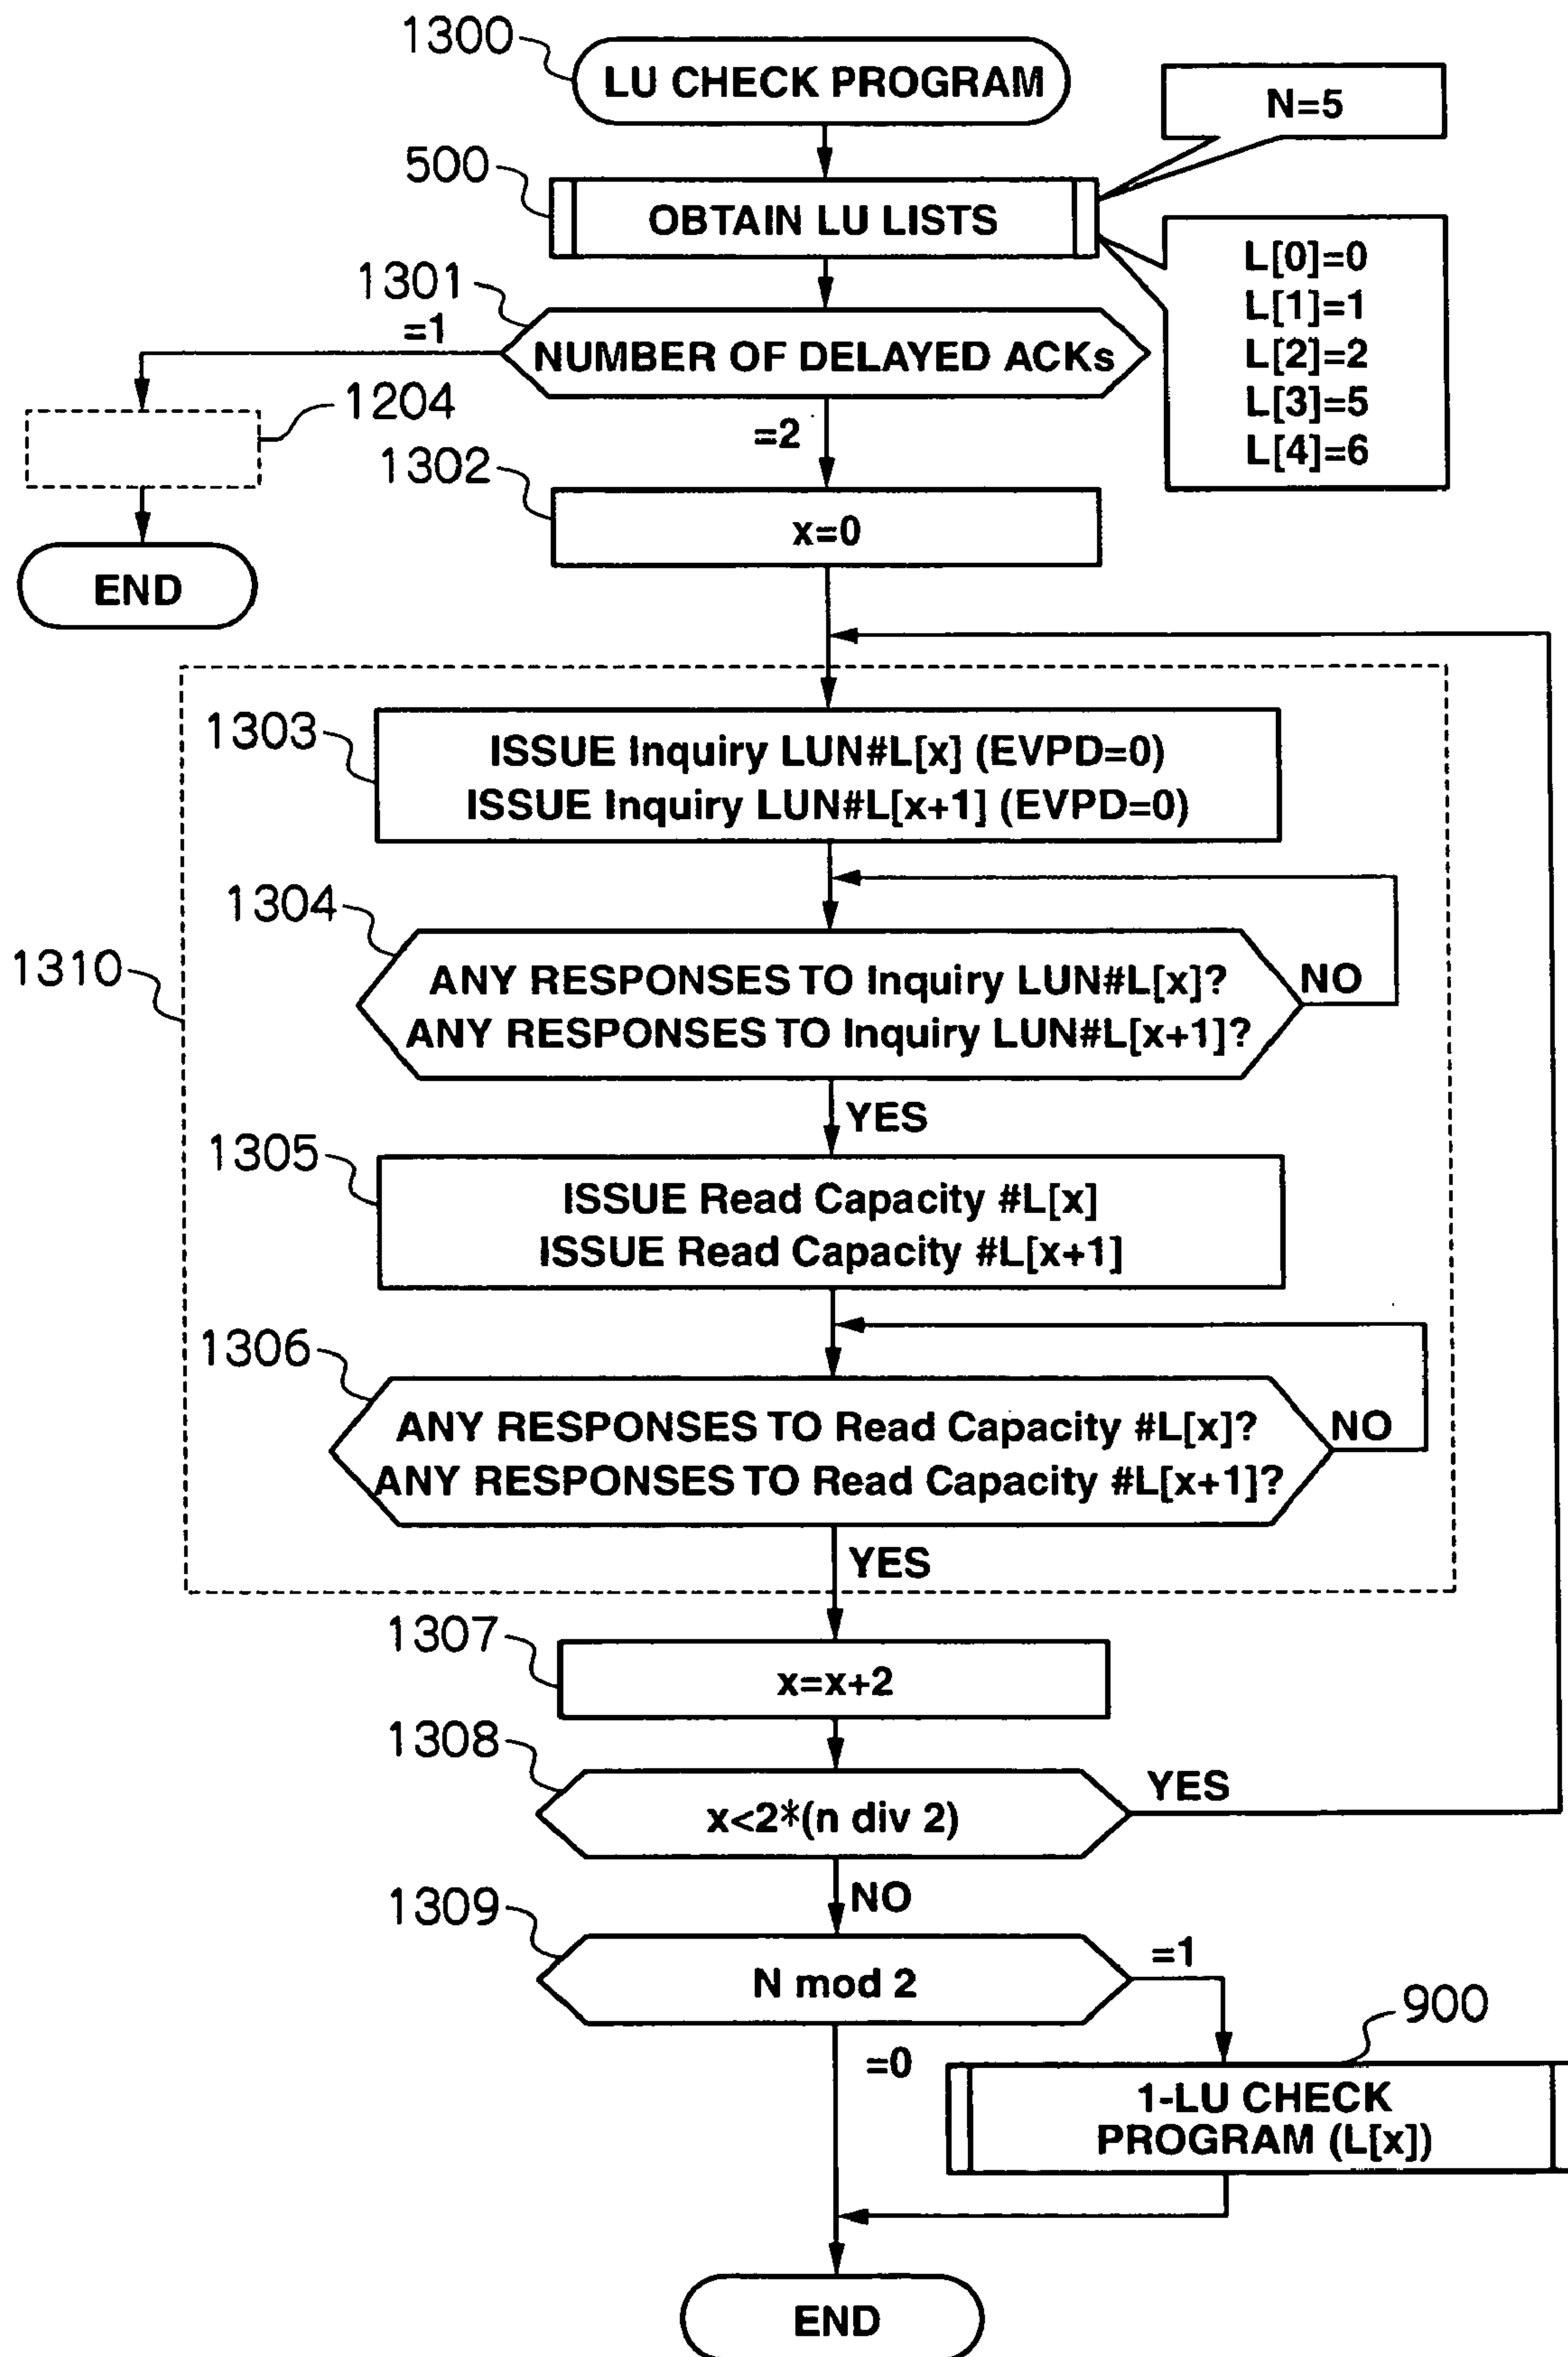 1300
LU CHECK PROGRAM
N=5
500
OBTAIN LU LISTS
L[0]=0
L[1]=1
L[2]=2
L[3]=5
L[4]=6
1301
=1
NUMBER OF DELAYED ACKs
1204
=2
1302
x=0
END
1303
ISSUE Inquiry LUN#L[x] (EVPD=0)
ISSUE Inquiry LUN#L[x+1] (EVPD=0)
1304
1310
ANY RESPONSES TO Inquiry LUN#L[x]?
ANY RESPONSES TO Inquiry LUN#L[x+1]?
NO
YES
1305
ISSUE Read Capacity #L[x]
ISSUE Read Capacity #L[x+1]
1306
ANY RESPONSES TO Read Capacity #L[x]?
ANY RESPONSES TO Read Capacity #L[x+1]?
NO
YES
1307
x=x+2
1308
x<2*(n div 2)
YES
NO
1309
N mod 2
=1
900
=0
1-LU CHECK
PROGRAM (L[x])
END